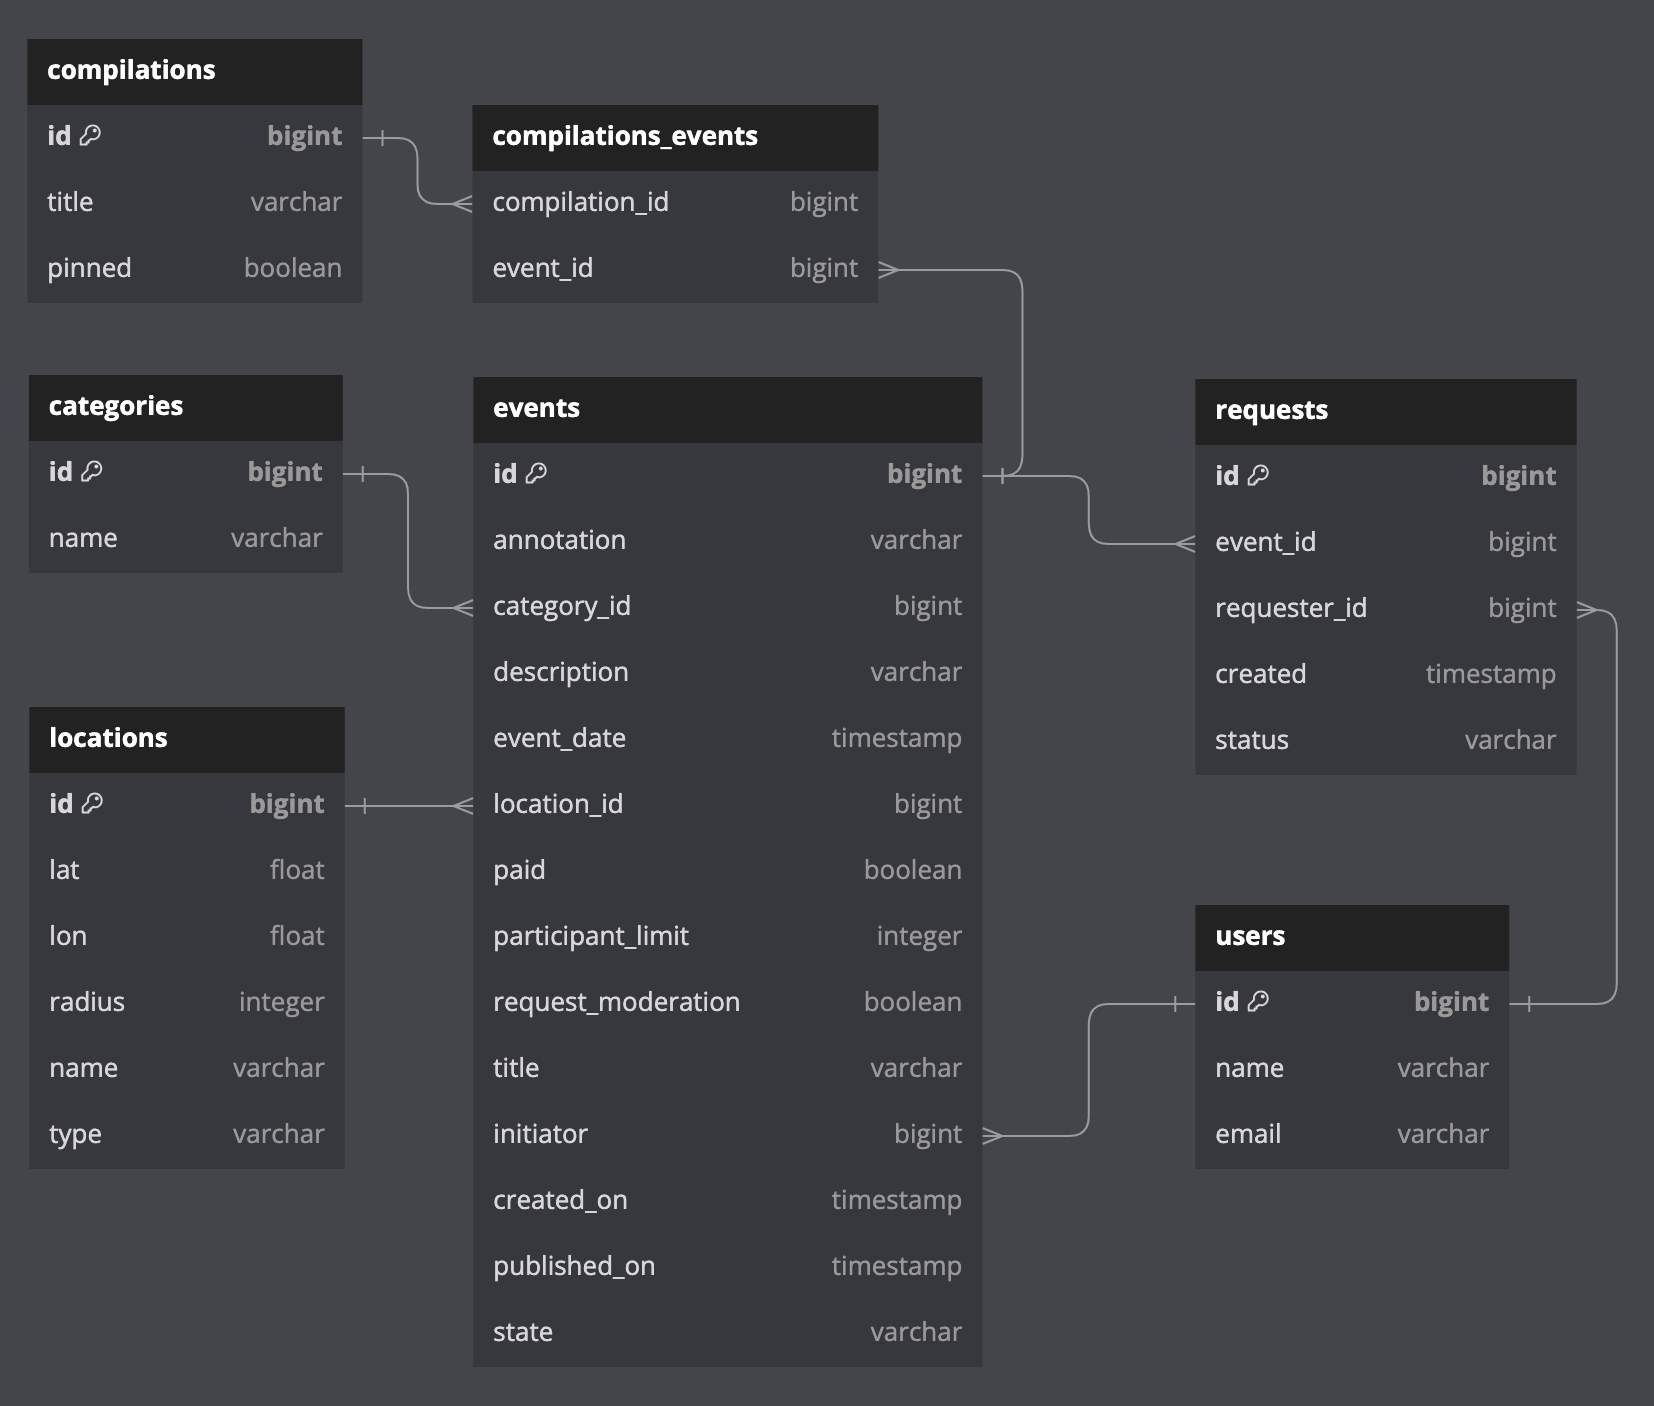 compilations
id bigint
title varchar
pinned boolean
compilations_events
compilation_id bigint
event_id bigint
categories
id bigint
name varchar
events
id bigint
annotation varchar
category_id bigint
description varchar
event_date timestamp
location_id bigint
paid boolean
participant_limit integer
request_moderation boolean
title varchar
initiator bigint
created_on timestamp
published_on timestamp
state varchar
requests
id bigint
event_id bigint
requester_id bigint
created timestamp
status varchar
locations
id bigint
lat float
lon float
radius integer
name varchar
type varchar
users
id bigint
name varchar
email varchar